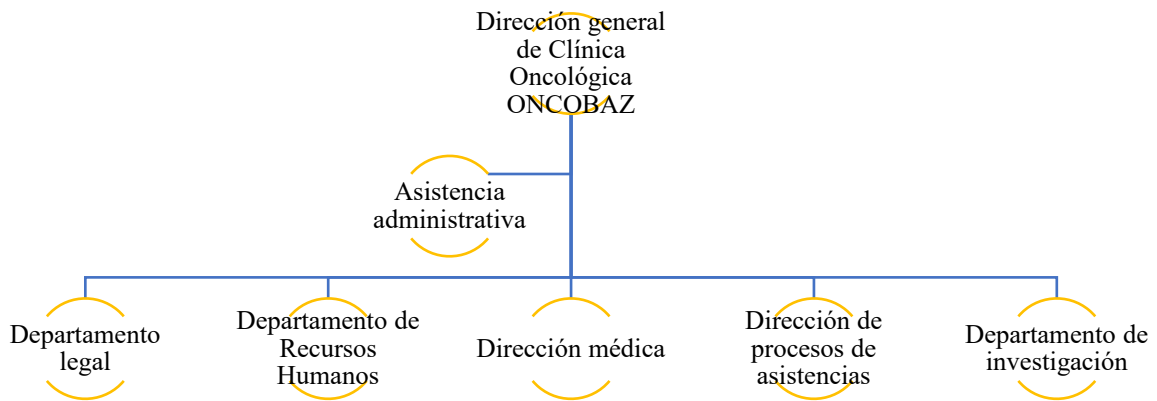 Dirección general
de Clínica
Oncológica
ONCOBAZ
Asistencia
administrativa
Departamento
legal
Departamento de
Recursos
Humanos
Dirección médica
Dirección de
procesos de
asistencias
Departamento de
investigación